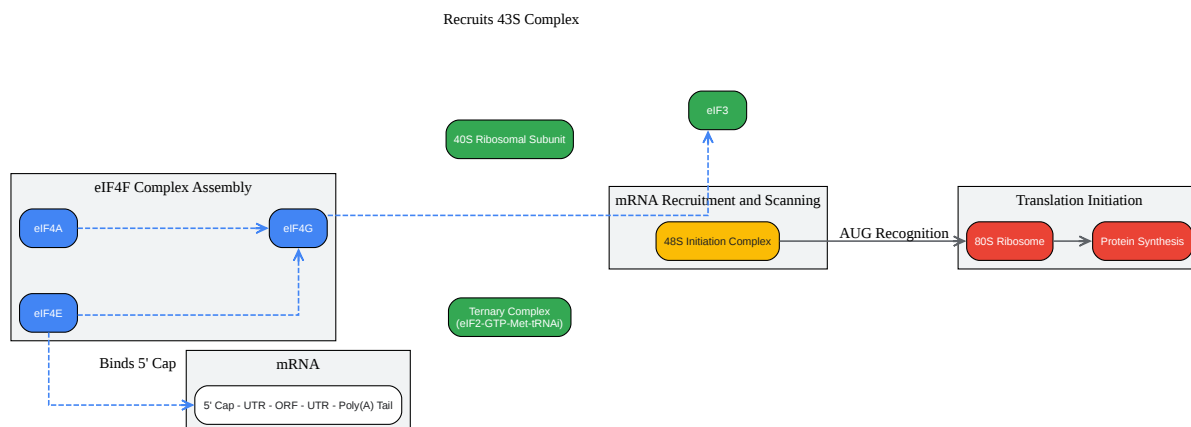 Recruits 43S Complex
eIF3
40S Ribosomal Subunit
eIF4F Complex Assembly
eIF4A
eIF4G
mRNA Recruitment and Scanning
48S Initiation Complex
AUG Recognition
Translation Initiation
80S Ribosome
Protein Synthesis
eIF4E
Ternary Complex
(eIF2-GTP-Met-tRNAi)
Binds 5' Cap
mRNA
5' Cap - UTR - ORF - UTR - Poly(A) Tail